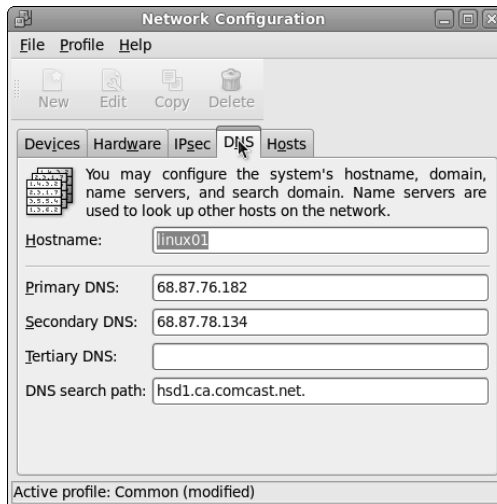 Network Configuration
File Profile Help
New Edit Copy Delete
Devices Hardware IPsec DNS Hosts
You may configure the system's hostname, domain,
name servers, and search domain. Name servers are
used to look up other hosts on the network.
Hostname: linux01
Primary DNS: 68.87.76.182
Secondary DNS: 68.87.78.134
Tertiary DNS:
DNS search path: hsd1.ca.comcast.net.
Active profile: Common (modified)